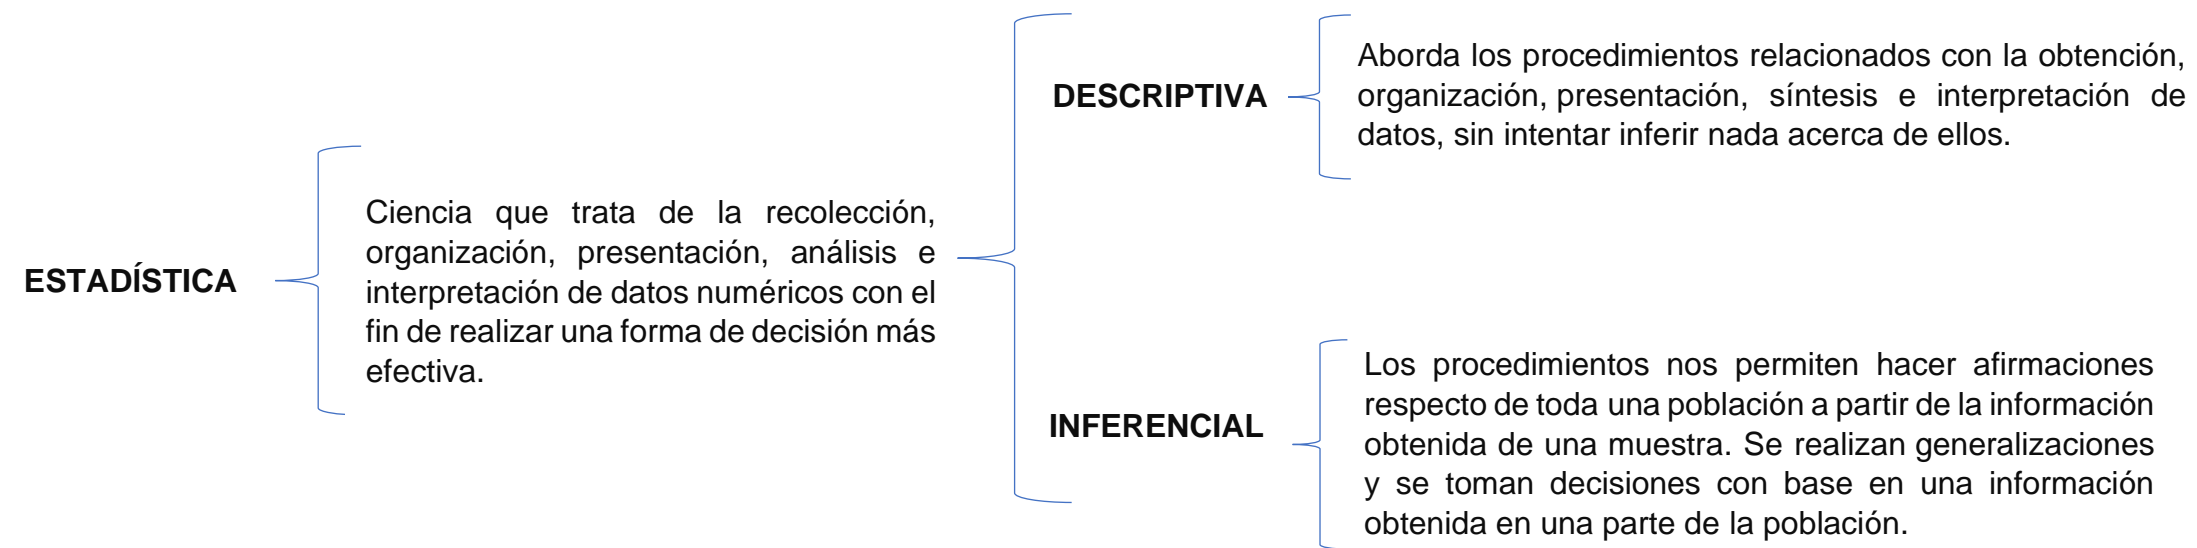 ESTADÍSTICA
Ciencia que trata de la recolección,
organización, presentación, análisis e
interpretación de datos numéricos con el
fin de realizar una forma de decisión más
efectiva.
DESCRIPTIVA
Aborda los procedimientos relacionados con la obtención,
organización, presentación, síntesis e interpretación de
datos, sin intentar inferir nada acerca de ellos.
INFERENCIAL
Los procedimientos nos permiten hacer afirmaciones
respecto de toda una población a partir de la información
obtenida de una muestra. Se realizan generalizaciones
y se toman decisiones con base en una información
obtenida en una parte de la población.